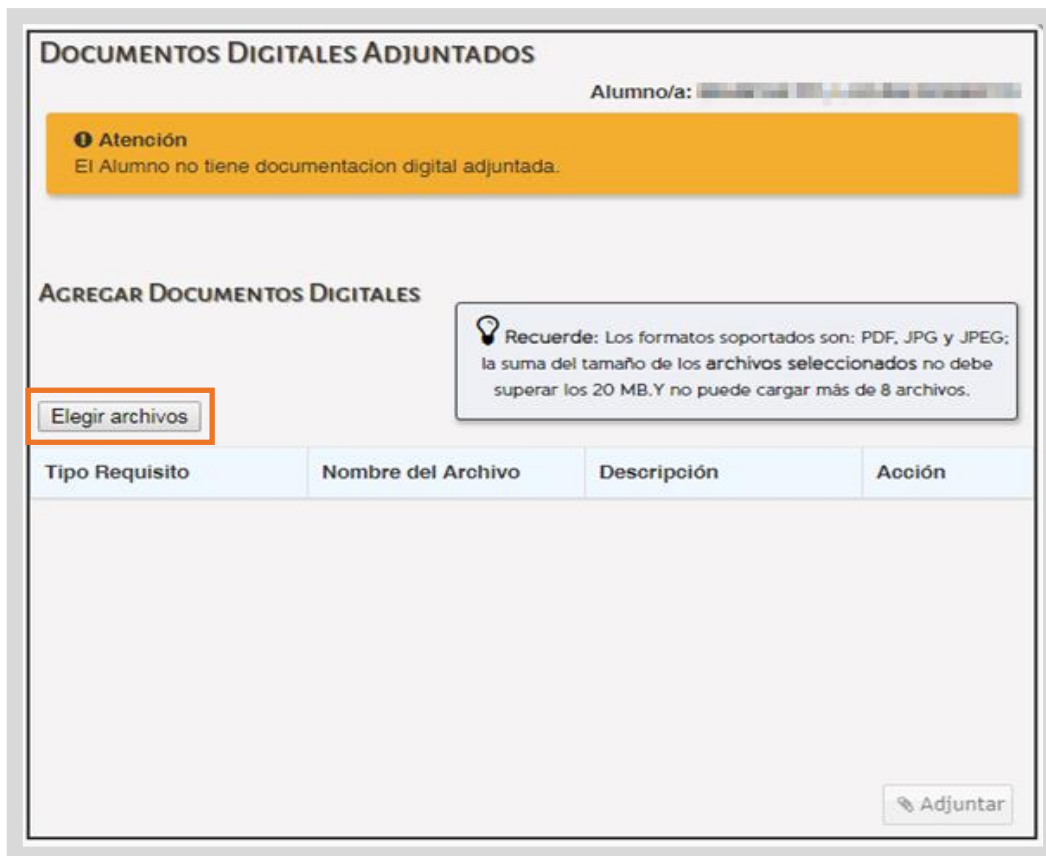 DOCUMENTOS DIGITALES ADJUNTADOS
Alumno/a:
Atención
El Alumno no tiene documentacion digital adjuntada.
AGREGAR DOCUMENTOS DIGITALES
Recuerde: Los formatos soportados son: PDF, JPG y JPEG;
la suma del tamaño de los archivos seleccionados no debe
superar los 20 MB.Y no puede cargar más de 8 archivos.
Elegir archivos
Tipo Requisito Nombre del Archivo Descripción Acción
Adjuntar